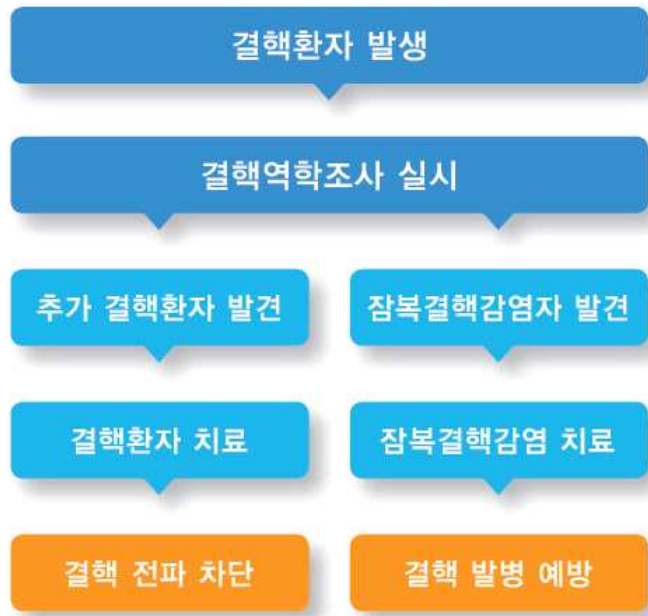 결핵환자 발생
결핵역학조사 실시
추가 결핵환자 발견
잠복결핵감염자 발견
결핵환자 치료
잠복결핵감염 치료
결핵 전파 차단
결핵 발병 예방